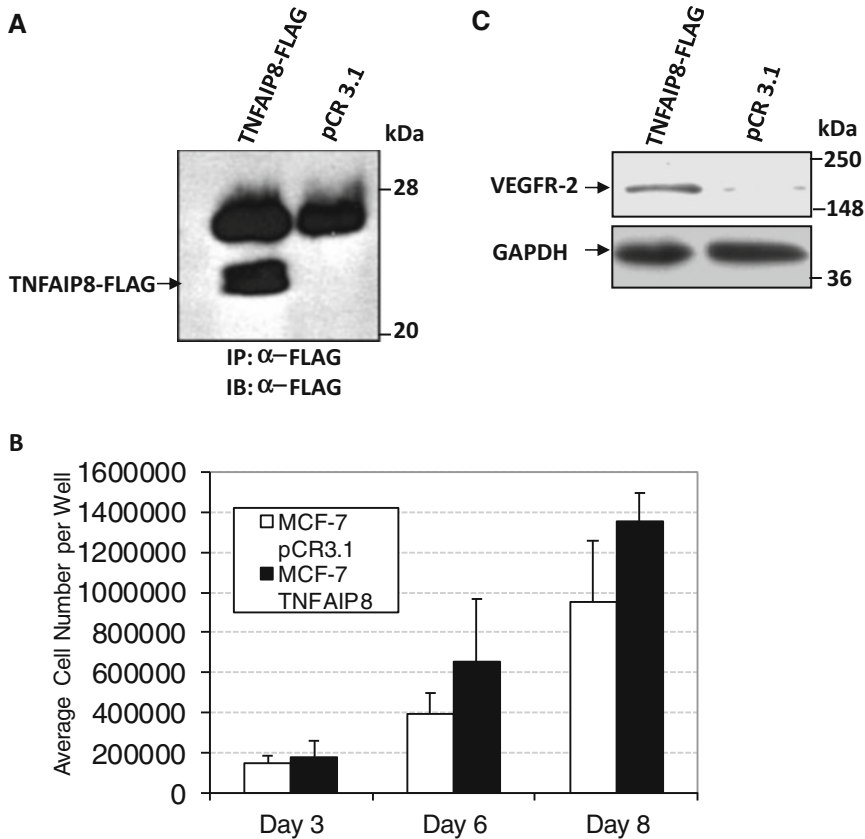 A
TNFAIP8-FLAG
pCR 3.1
kDa
28
TNFAIP8-FLAG
20
IP: α-FLAG
IB: α-FLAG
C
TNFAIP8-FLAG
pCR 3.1
kDa
250
VEGFR-2
148
GAPDH
36
B
Average Cell Number per Well
1600000
1400000
1200000
1000000
800000
600000
400000
200000
0
MCF-7
pCR3.1
MCF-7
TNFAIP8
Day 3
Day 6
Day 8